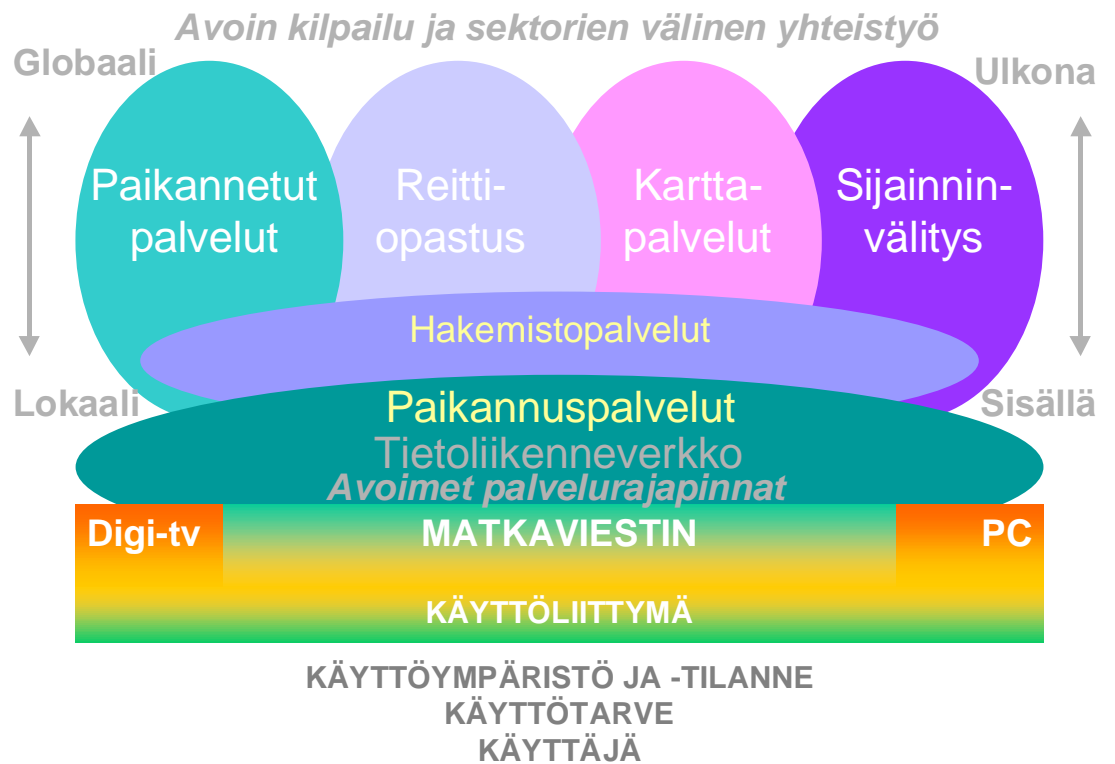 Avoin kilpailu ja sektorien välinen yhteistyö
Globaali
Ulkona
Paikannetut
palvelut
Reitti-
opastus
Kartta-
palvelut
Sijainnin-
välitys
Hakemistopalvelut
Lokaali
Sisällä
Paikannuspalvelut
Tietoliikenneverkko
Avoimet palvelurajapinnat
Digi-tv
MATKAVIESTIN
PC
KÄYTTÖLIITTYMÄ
KÄYTTÖYMPÄRISTÖ JA -TILANNE
KÄYTTÖTARVE
KÄYTTÄJÄ